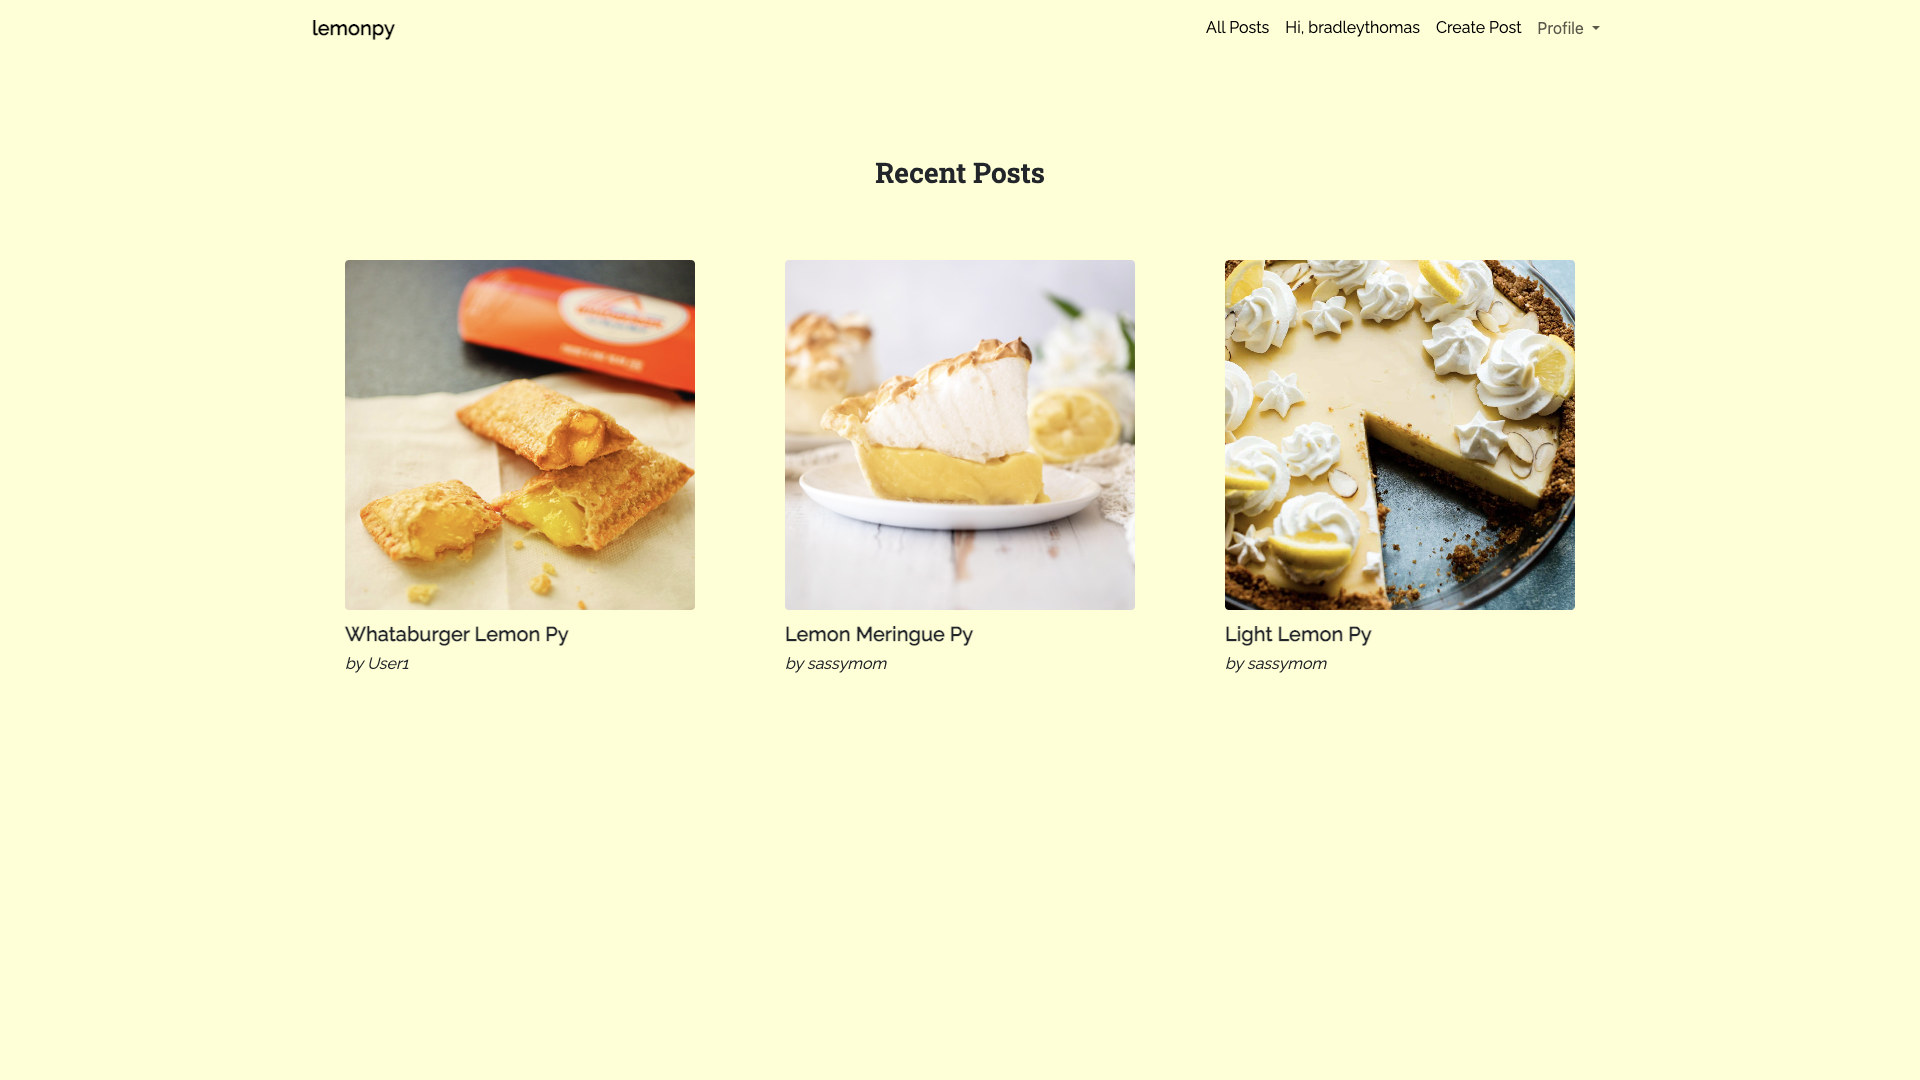 lemonpy
All Posts Hi, bradleythomas Create Post Profile
Recent Posts
Whataburger Lemon Py
by User1
Lemon Meringue Py
by sassymom
Light Lemon Py
by sassymom